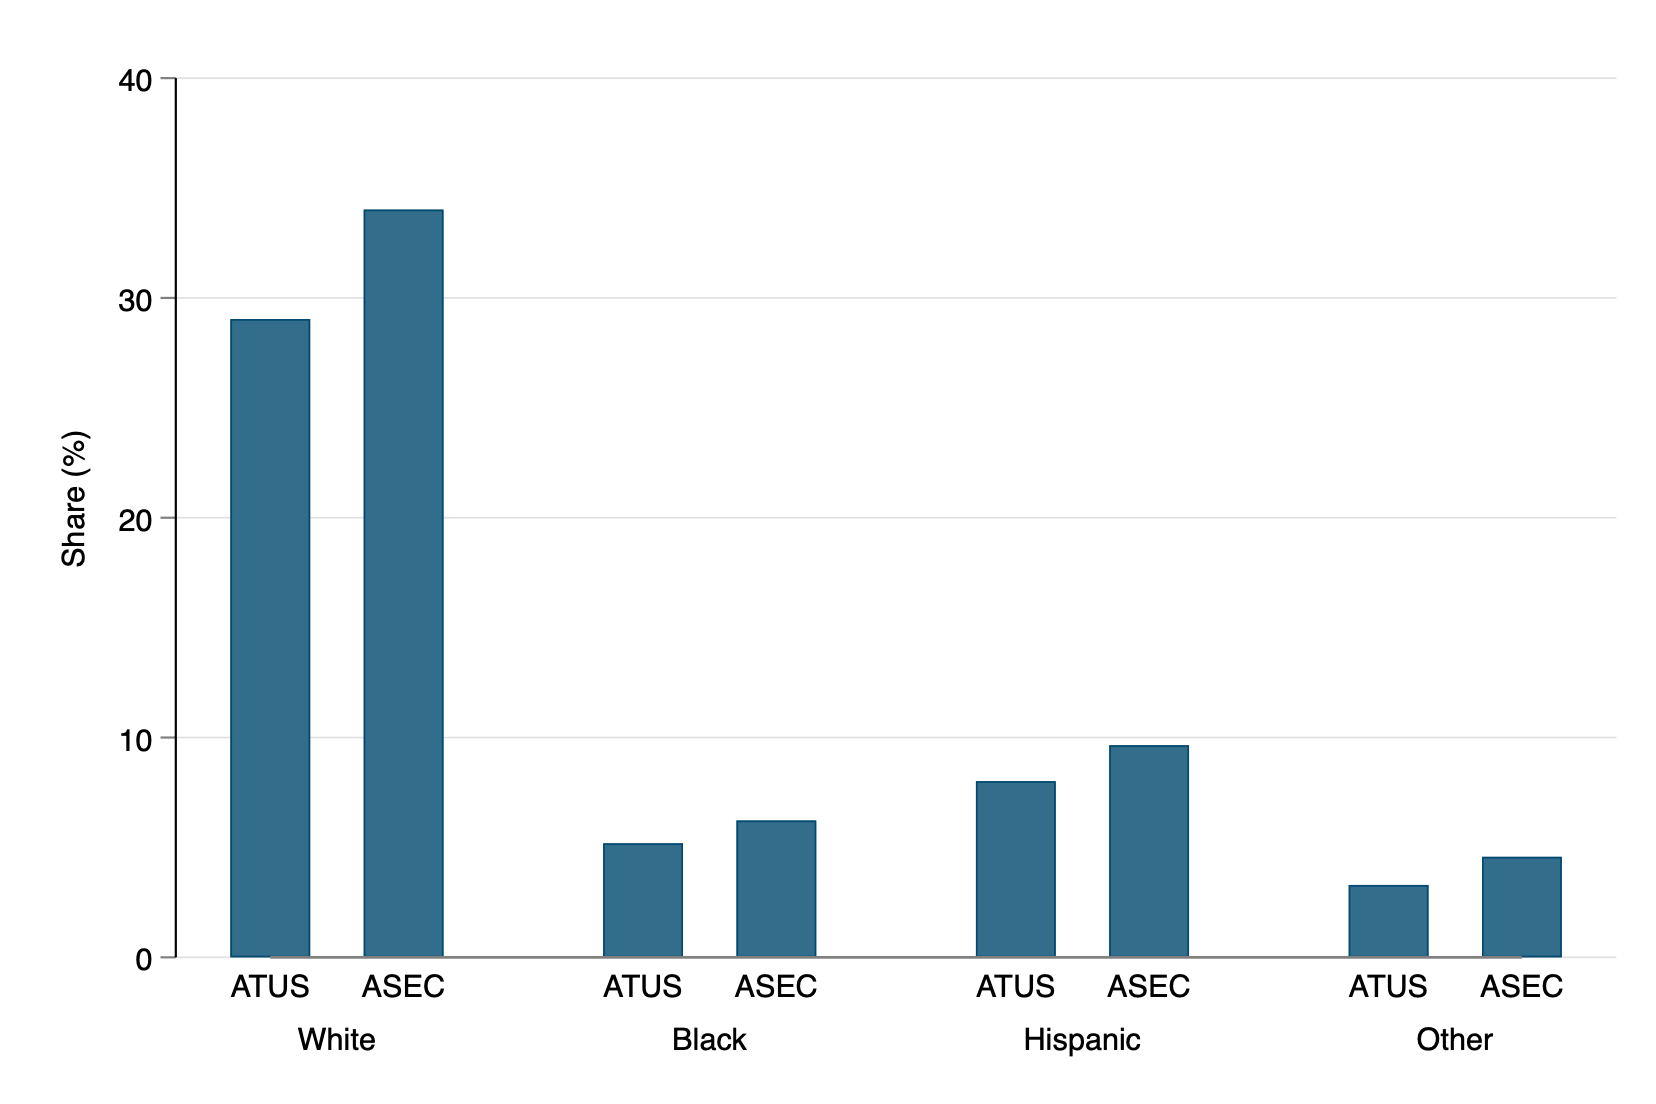 40
30
20
10
0
Share (%)
ATUS ASEC ATUS ASEC ATUS ASEC ATUS ASEC
White Black Hispanic Other